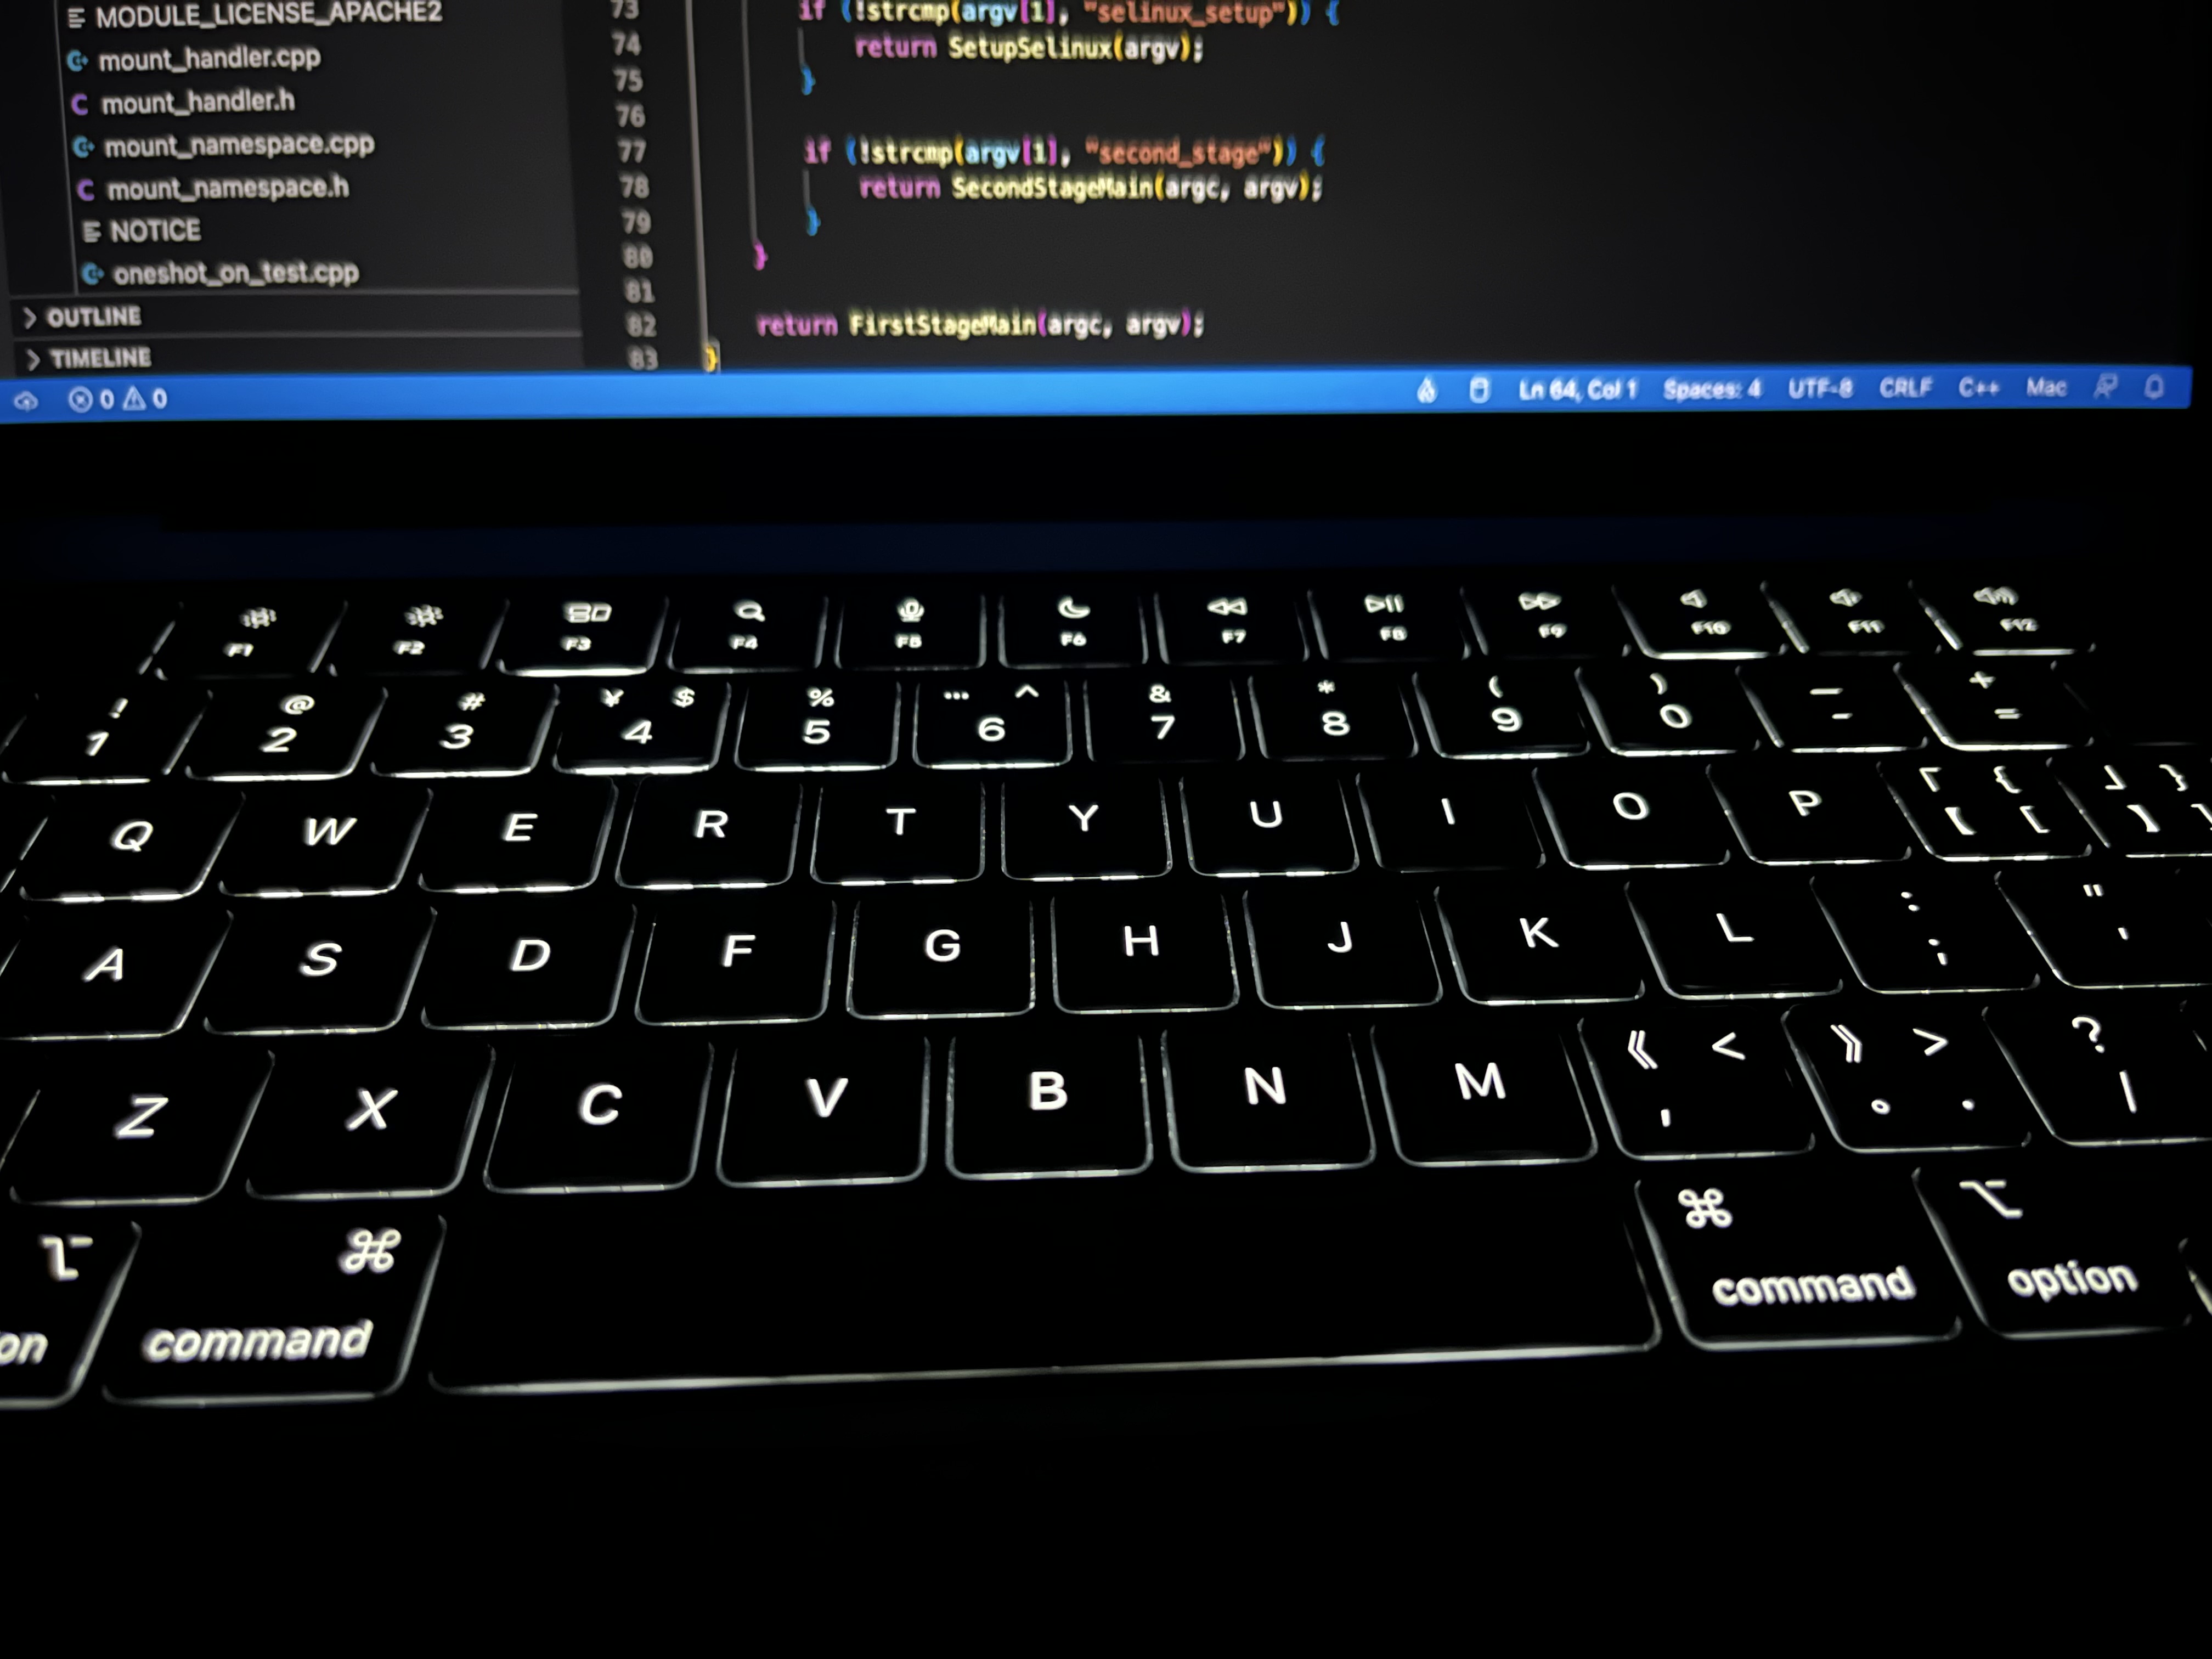 MODULE_LICENSE_APACHE2
mount_handler.cpp
mount_handler.h
mount_namespace.cpp
mount_namespace.h
NOTICE
oneshot_on_test.cpp
OUTLINE
TIMELINE
73 if (!strcmp(argv[1], "selinux_setup")) {
74 return SetupSelinux(argv);
75 }
76
77 if (!strcmp(argv[1], "second_stage")) {
78 return SecondStageMain(argc, argv);
79 }
80 }
81
82 return FirstStageMain(argc, argv);
83 }
0 0 Ln 64, Col 1 Spaces: 4 UTF-8 CRLF C++ Mac
F1 F2 F3 F4 F5 F6 F7 F8 F9 F10 F11 F12
! @ # ¥ $ % … ^ & * ( ) — +
1 2 3 4 5 6 7 8 9 0 - =
Q W E R T Y U I O P 「 { 」 }
【 [ 】 ]
A S D F G H J K L : "
; '
Z X C V B N M 《 < 》 > ?
, 。 . |
⌥ ⌘ ⌘ ⌥
on command command option